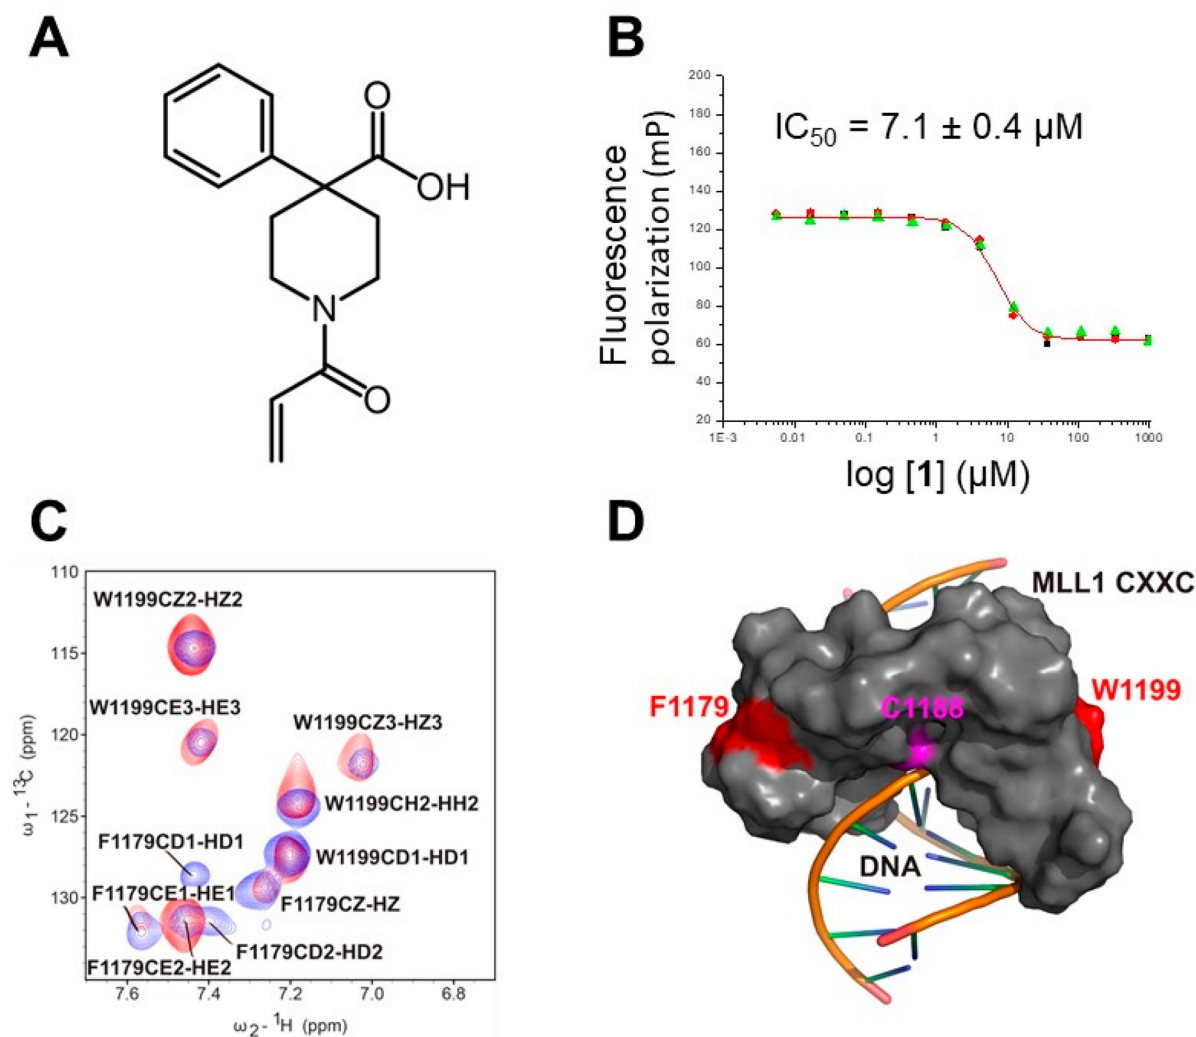 A
O
OH
N
O
B
IC50 = 7.1 ± 0.4 µM
Fluorescence
polarization (mP)
200
180
160
140
120
100
80
60
40
20
1E-3 0.01 0.1 1 10 100 1000
log [1] (µM)
C
110
115
120
125
130
ω1 - 13C (ppm)
W1199CZ2-HZ2
W1199CE3-HE3
W1199CZ3-HZ3
W1199CH2-HH2
F1179CD1-HD1
W1199CD1-HD1
F1179CE1-HE1
F1179CZ-HZ
F1179CD2-HD2
F1179CE2-HE2
7.6 7.4 7.2 7.0 6.8
ω2 - 1H (ppm)
D
MLL1 CXXC
F1179
C1188
W1199
DNA